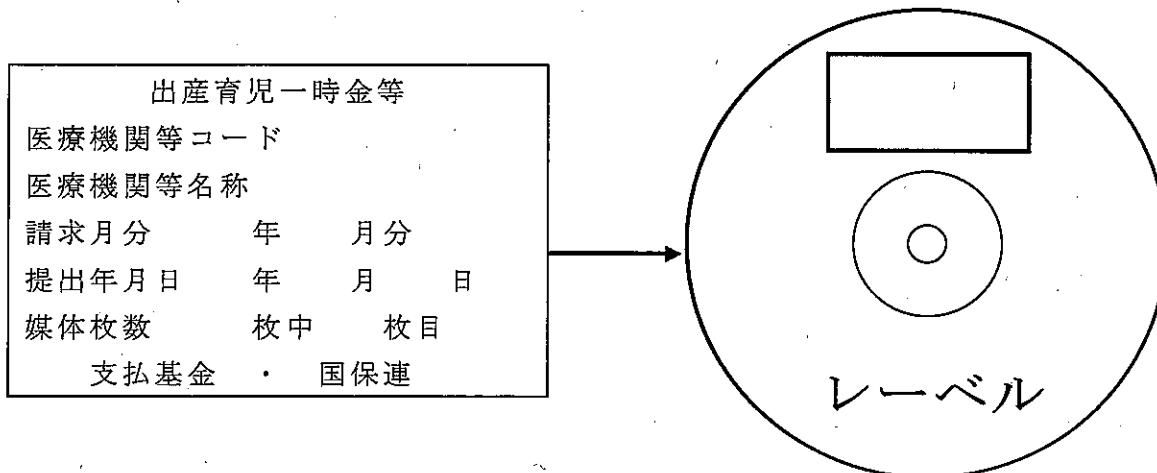 出産育児一時金等
医療機関等コード
医療機関等名称
請求月分　　　年　　月分
提出年月日　　年　　月　　日
媒体枚数　　　枚中　　枚目
支払基金　・　国保連
レーベル